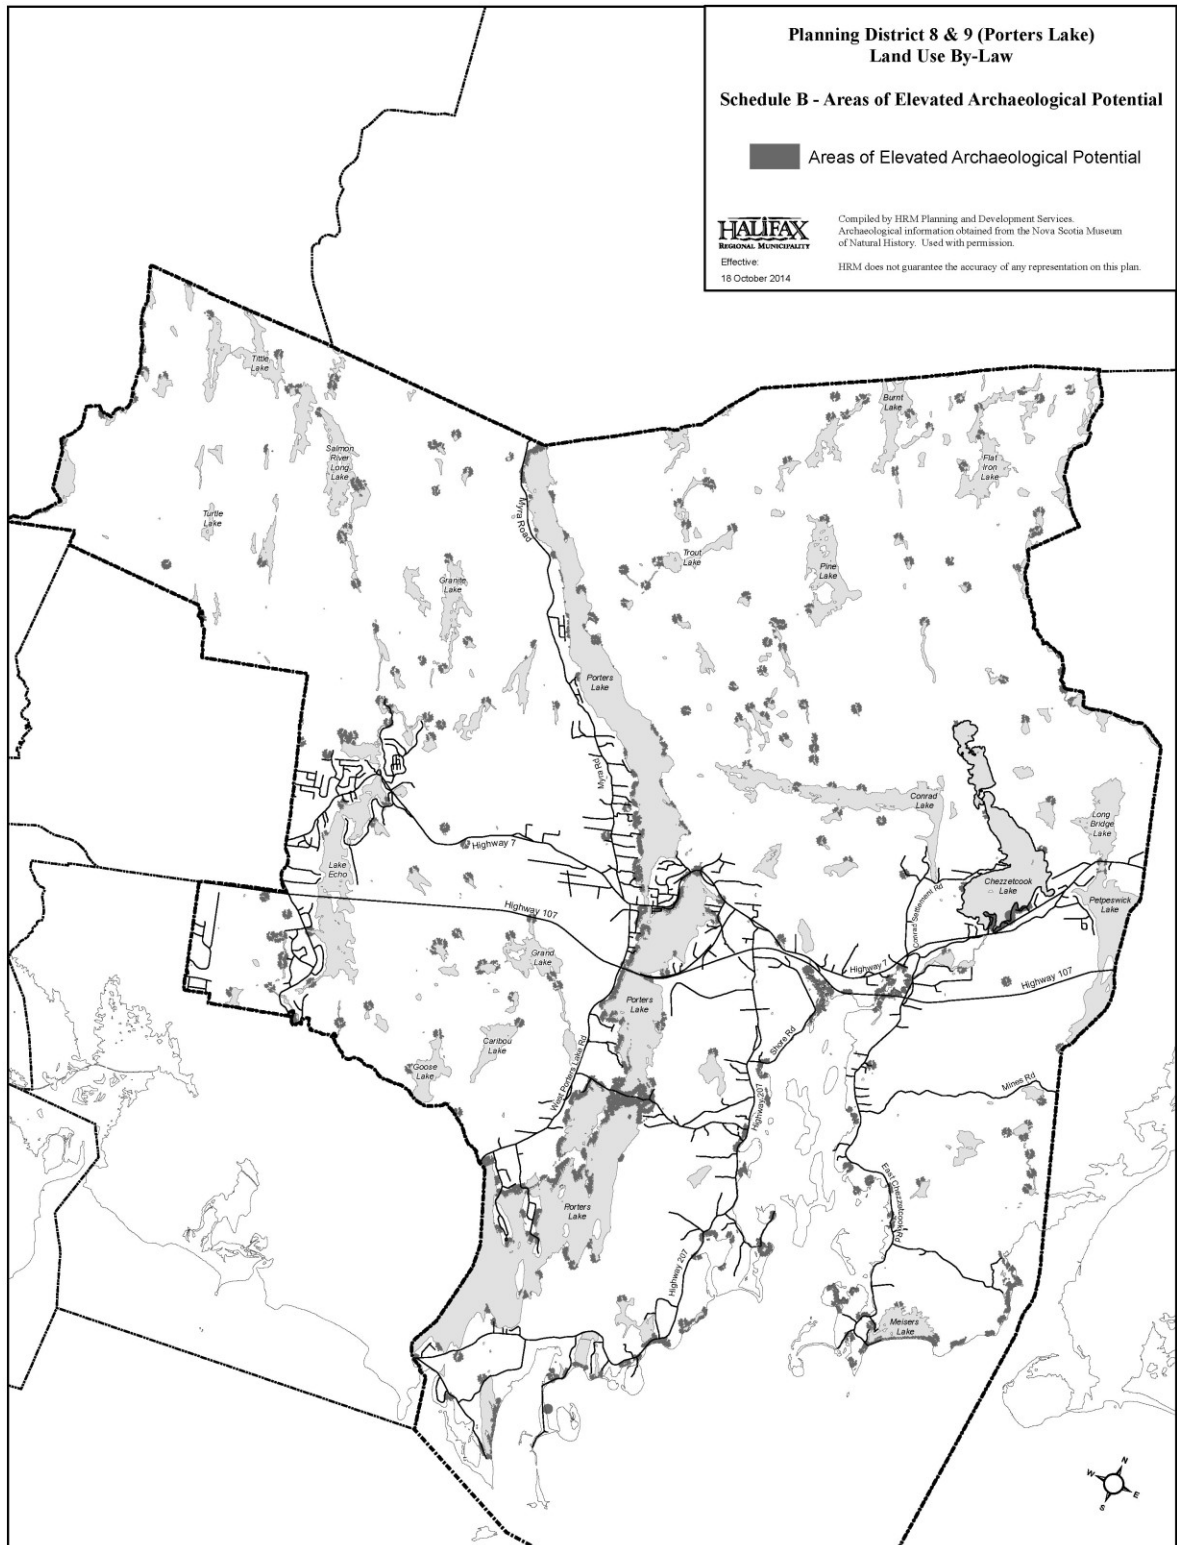 Planning District 8 & 9 (Porters Lake)
Land Use By-Law
Schedule B - Areas of Elevated Archaeological Potential
Areas of Elevated Archaeological Potential
HALIFAX
REGIONAL MUNICIPALITY
Effective:
18 October 2014
Compiled by HRM Planning and Development Services.
Archaeological information obtained from the Nova Scotia Museum
of Natural History. Used with permission.
HRM does not guarantee the accuracy of any representation on this plan.
Tittle
Lake
Burnt
Lake
Salmon
River
Long
Lake
Flat
Iron
Lake
Turtle
Lake
Myra Road
Trout
Lake
Pine
Lake
Granite
Lake
Porters
Lake
Myra Rd
Conrad
Lake
Long
Bridge
Lake
Highway 7
Lake
Echo
Chezzetcook
Lake
Petpeswick
Lake
Conrad Settlement Rd
Highway 107
Grand
Lake
Highway 7
Highway 107
Porters
Lake
Caribou
Lake
Shore Rd
Goose
Lake
West Porters Lake Rd
Mines Rd
Highway 207
East Chezzetcook Rd
Porters
Lake
Highway 207
Meisers
Lake
N
W
E
S